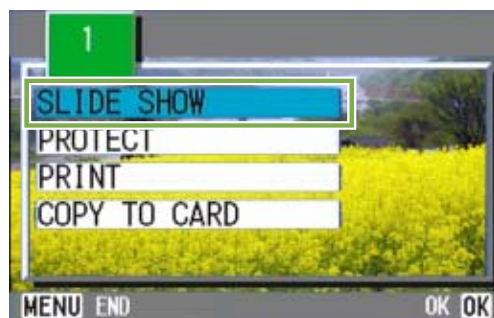 1
SLIDE SHOW
PROTECT
PRINT
COPY TO CARD
MENU END OK OK